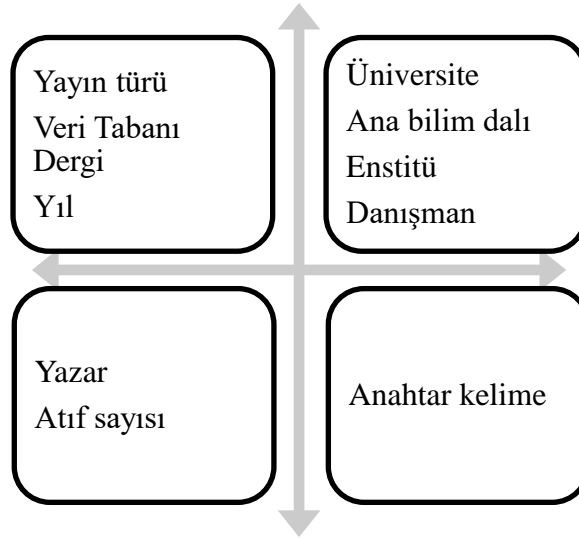 Yayın türü
Veri Tabanı
Dergi
Yıl
Üniversite
Ana bilim dalı
Enstitü
Danışman
Yazar
Atıf sayısı
Anahtar kelime